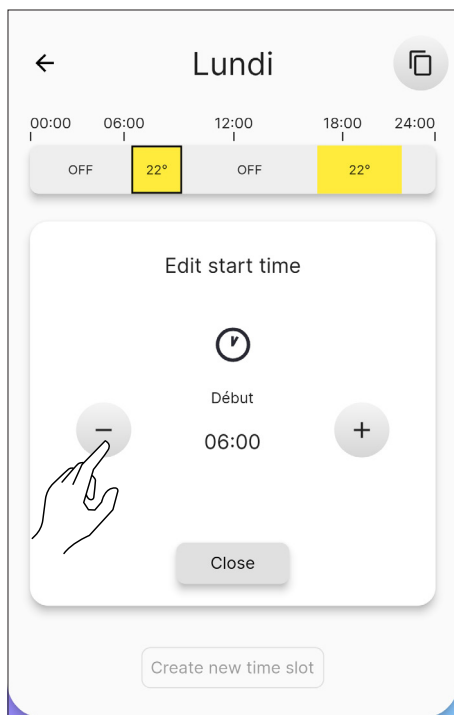 Lundi
00:00 06:00 12:00 18:00 24:00
OFF 22° OFF 22°
Edit start time
Début
06:00
Close
Create new time slot